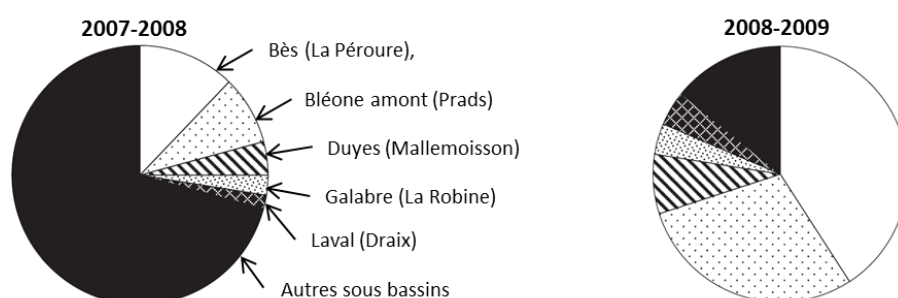 2007-2008
Bès (La Péroure),
Bléone amont (Prads)
Duyes (Mallemoisson)
Galabre (La Robine)
Laval (Draix)
Autres sous bassins
2008-2009